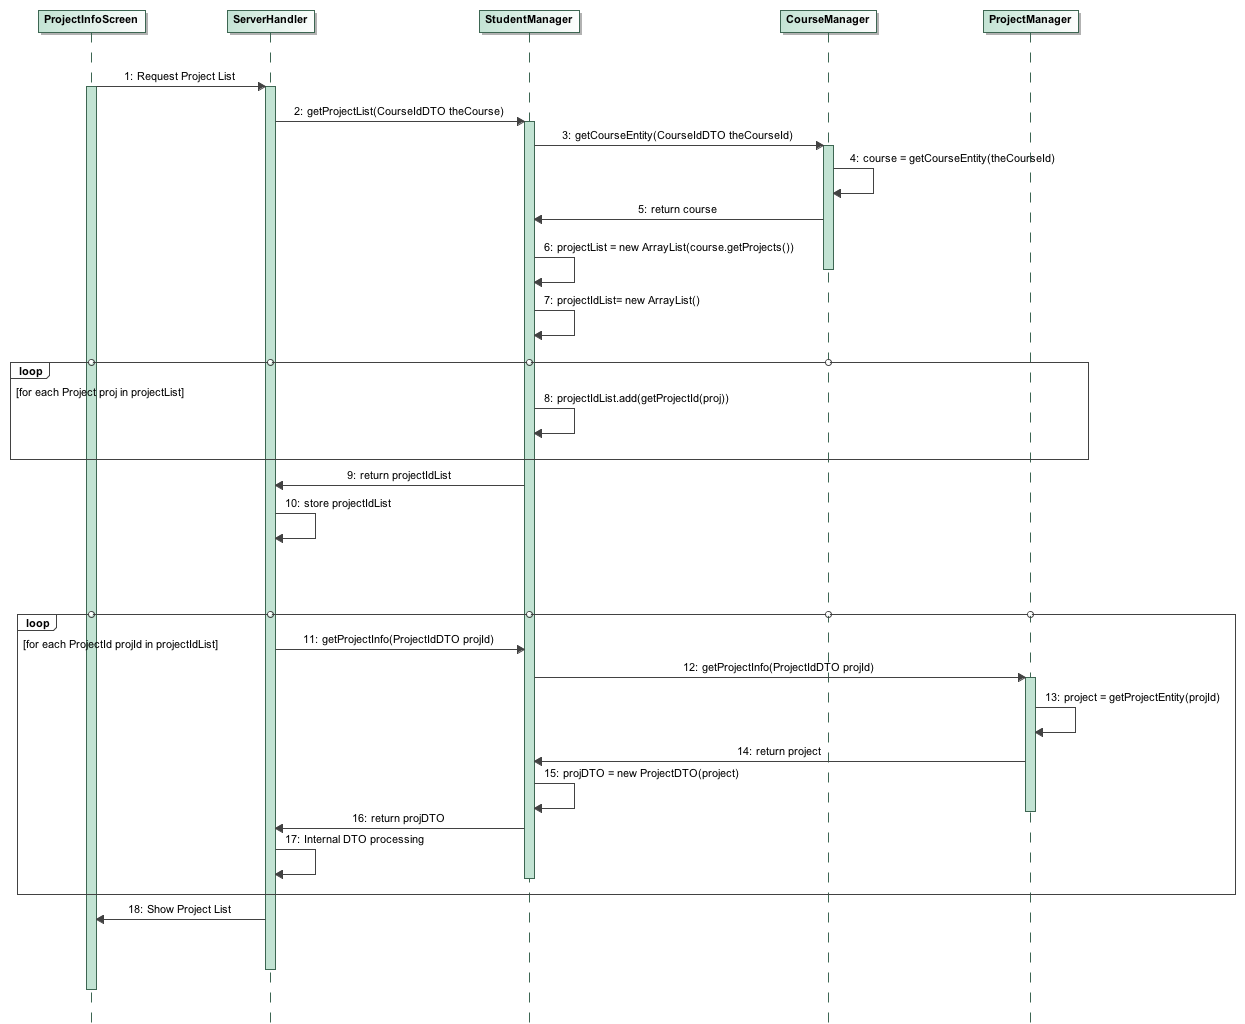 ProjectInfoScreen
ServerHandler
StudentManager
CourseManager
ProjectManager
1: Request Project List
2: getProjectList(CourseIdDTO theCourse)
3: getCourseEntity(CourseIdDTO theCourseId)
4: course = getCourseEntity(theCourseId)
5: return course
6: projectList = new ArrayList(course.getProjects())
7: projectIdList= new ArrayList()
loop
[for each Project proj in projectList]
8: projectIdList.add(getProjectId(proj))
9: return projectIdList
10: store projectIdList
loop
[for each ProjectId projId in projectIdList]
11: getProjectInfo(ProjectIdDTO projId)
12: getProjectInfo(ProjectIdDTO projId)
13: project = getProjectEntity(projId)
14: return project
15: projDTO = new ProjectDTO(project)
16: return projDTO
17: Internal DTO processing
18: Show Project List